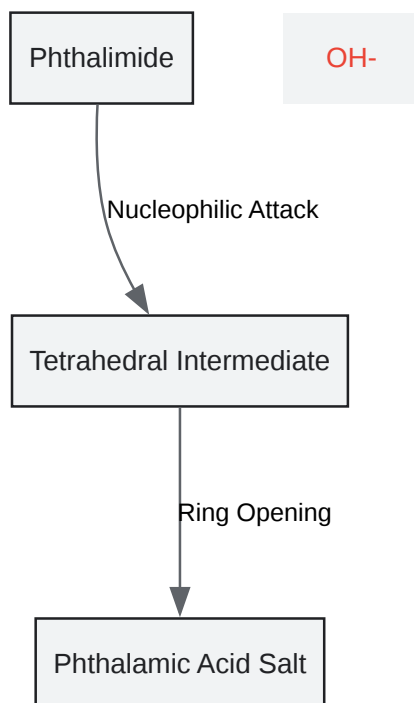 Phthalimide
OH-
Nucleophilic Attack
Tetrahedral Intermediate
Ring Opening
Phthalamic Acid Salt